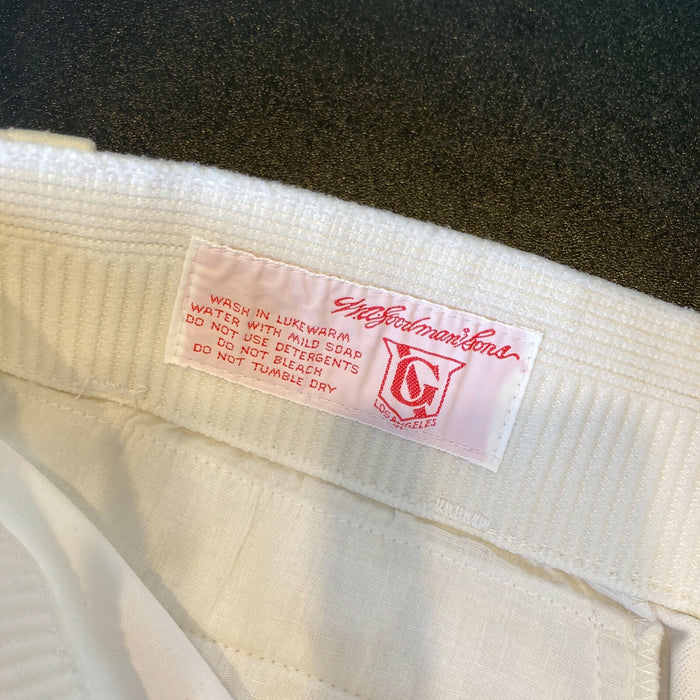 WASH IN LUKEWARM
WATER WITH MILD SOAP
DO NOT USE DETERGENTS
DO NOT BLEACH
DO NOT TUMBLE DRY
W.A. Goodman & Sons
G
LOS ANGELES